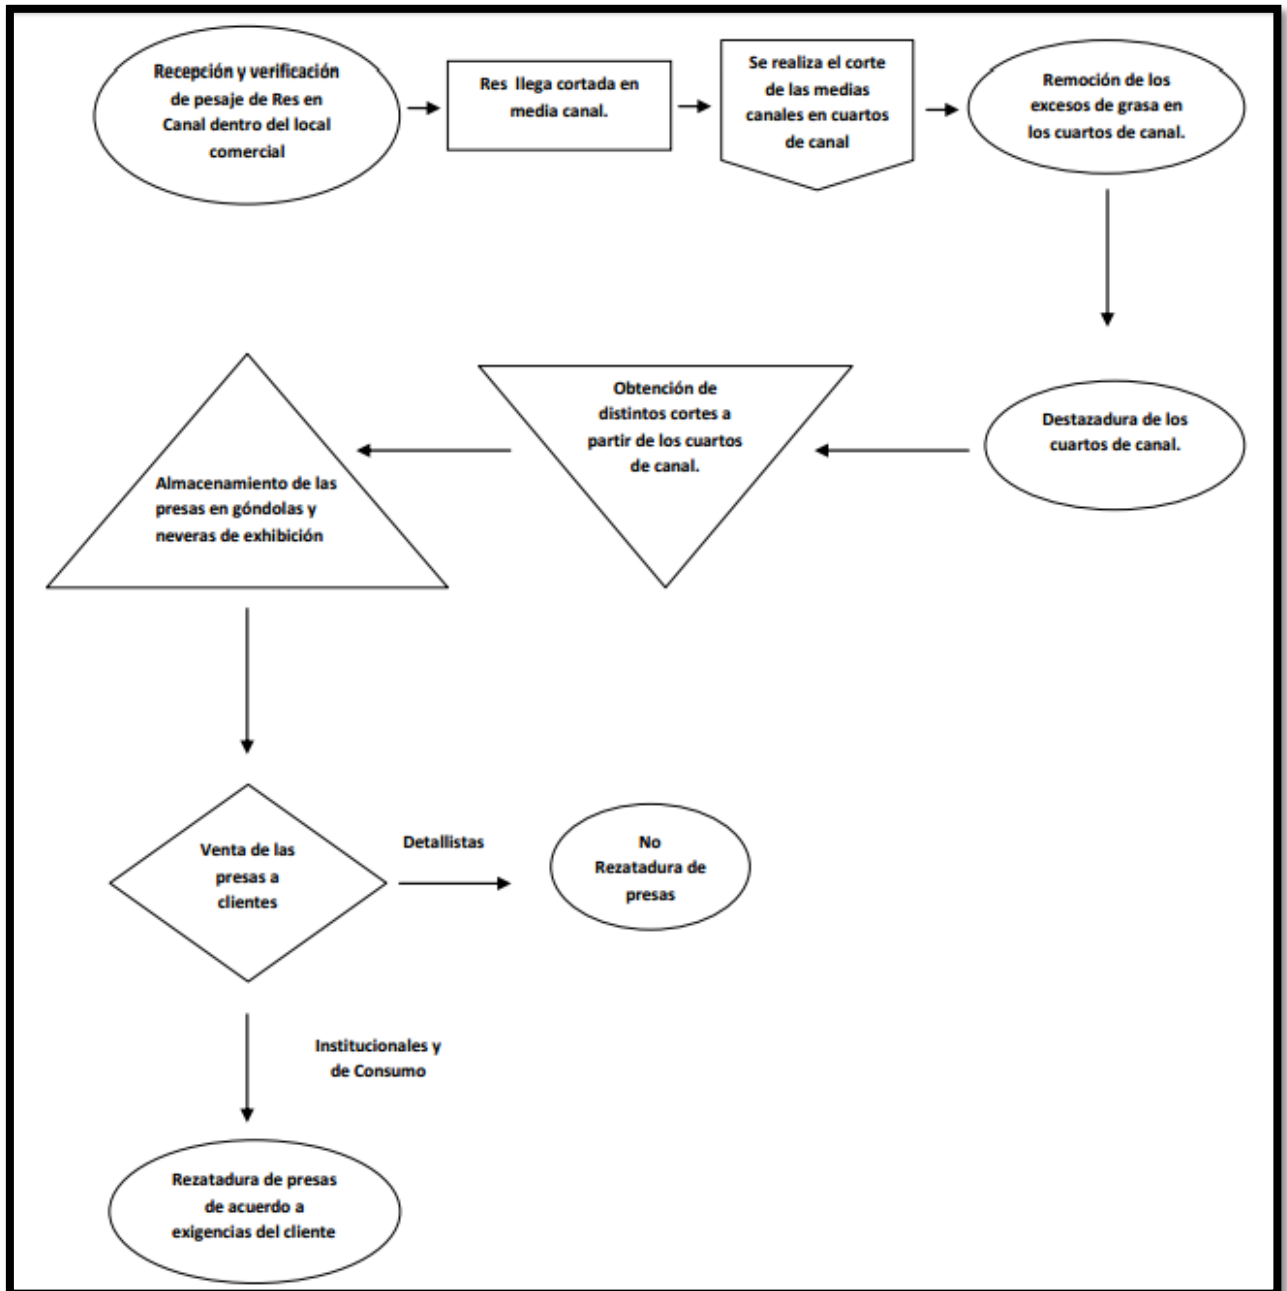 Recepción y verificación
de pesaje de Res en
Canal dentro del local
comercial
Res llega cortada en
media canal.
Se realiza el corte
de las medias
canales en cuartos
de canal
Remoción de los
excesos de grasa en
los cuartos de canal.
Destazadura de los
cuartos de canal.
Obtención de
distintos cortes a
partir de los cuartos
de canal.
Almacenamiento de las
presas en góndolas y
neveras de exhibición
Venta de las
presas a
clientes
Detallistas
No
Rezatadura de
presas
Institucionales y
de Consumo
Rezatadura de presas
de acuerdo a
exigencias del cliente